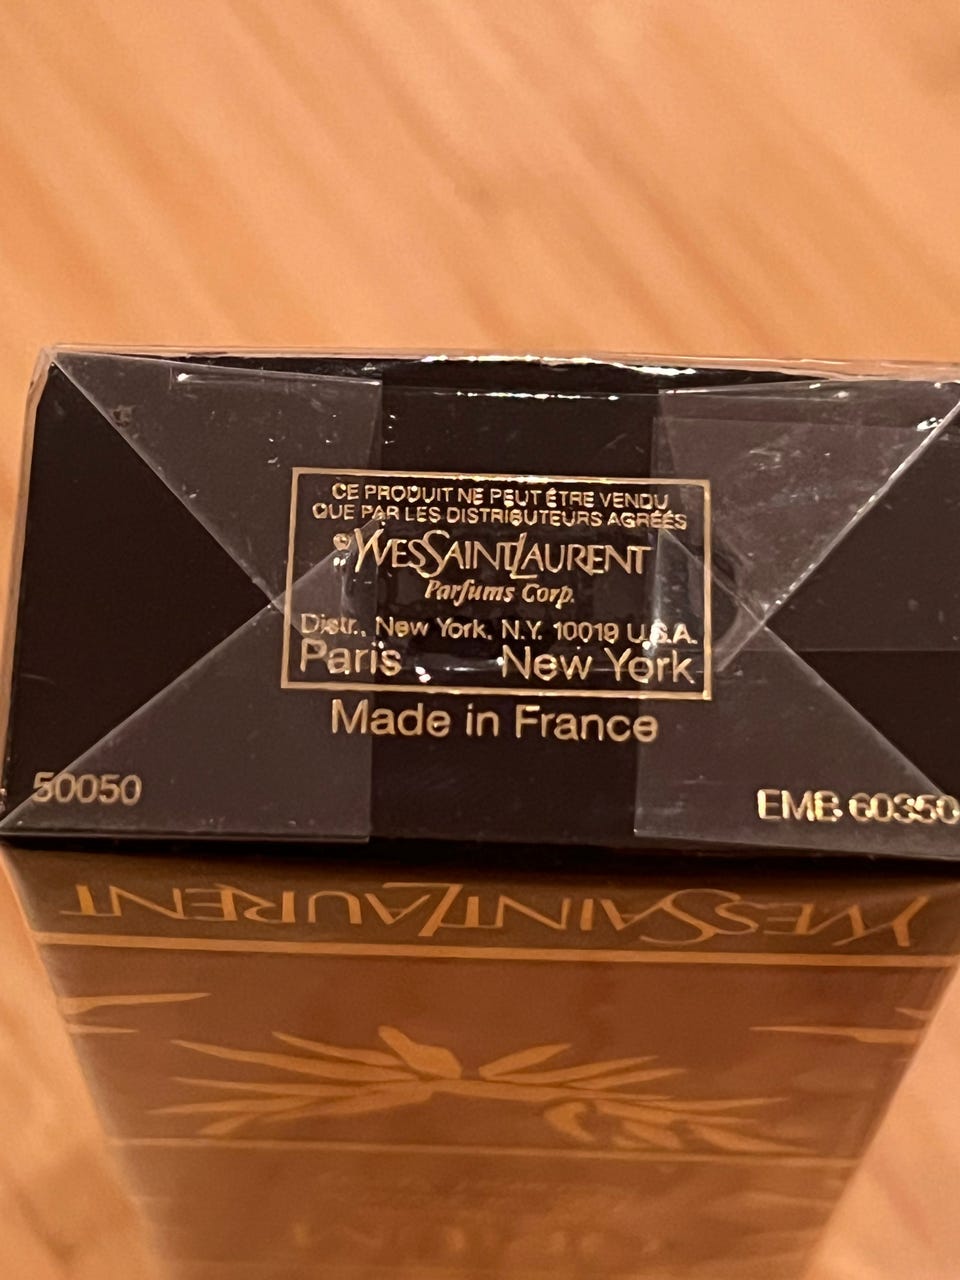 CE PRODUIT NE PEUT ÊTRE VENDU
QUE PAR LES DISTRIBUTEURS AGRÉÉS
YVESSAINTLAURENT
Parfums Corp.
Distr., New York, N.Y. 10019 U.S.A.
Paris New York
Made in France
50050 EMB 60350
YVESSAINTLAURENT